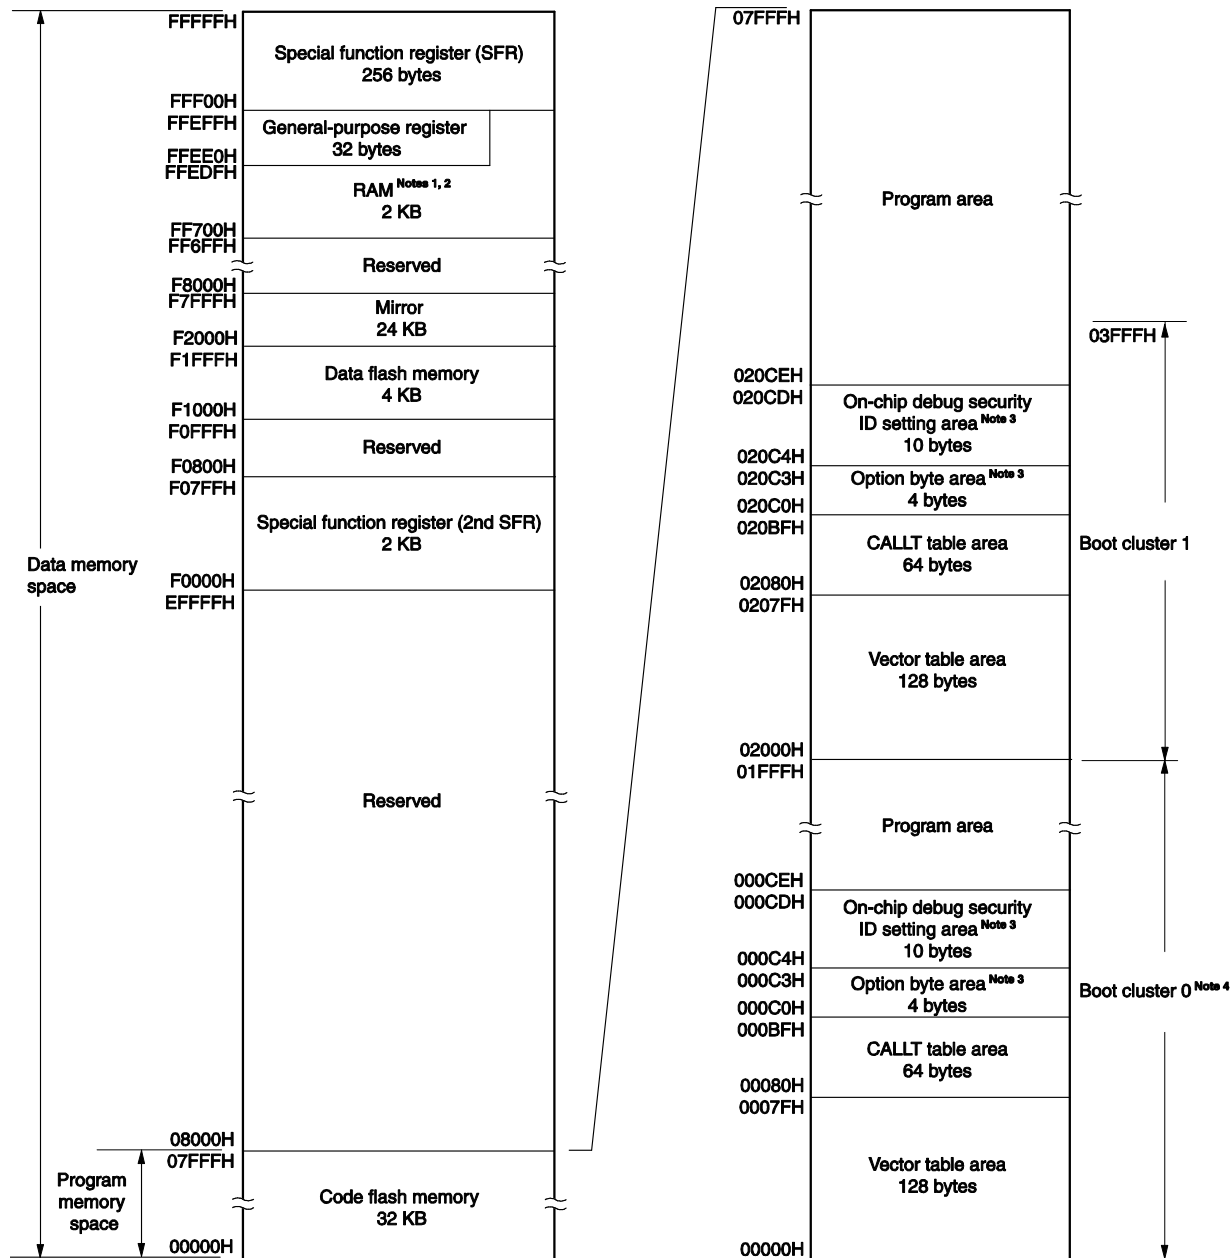 FFFFFH
Special function register (SFR)
256 bytes
FFF00H
FFEFFH
General-purpose register
32 bytes
FFEE0H
FFEDFH
RAM Notes 1, 2
2 KB
FF700H
FF6FFH
Reserved
F8000H
F7FFFH
Mirror
24 KB
F2000H
F1FFFH
Data flash memory
4 KB
F1000H
F0FFFH
Reserved
F0800H
F07FFH
Special function register (2nd SFR)
2 KB
Data memory
space
F0000H
EFFFFH
Reserved
08000H
07FFFH
Program
memory
space
Code flash memory
32 KB
00000H
07FFFH
Program area
03FFFH
020CEH
020CDH
On-chip debug security
ID setting area Note 3
10 bytes
020C4H
020C3H
Option byte area Note 3
4 bytes
020C0H
020BFH
CALLT table area
64 bytes
Boot cluster 1
02080H
0207FH
Vector table area
128 bytes
02000H
01FFFH
Program area
000CEH
000CDH
On-chip debug security
ID setting area Note 3
10 bytes
000C4H
000C3H
Option byte area Note 3
4 bytes
Boot cluster 0 Note 4
000C0H
000BFH
CALLT table area
64 bytes
00080H
0007FH
Vector table area
128 bytes
00000H